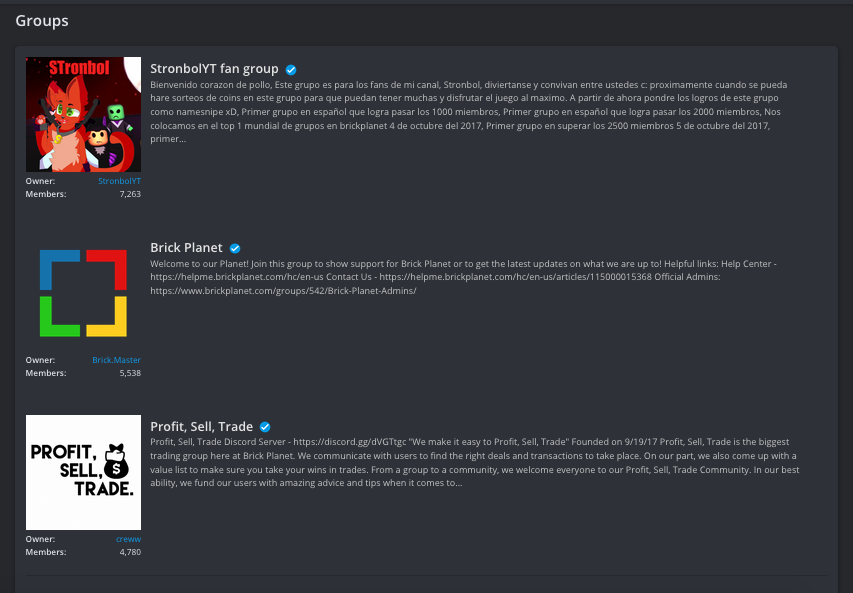 Groups
STronbol
StronbolYT fan group
Bienvenido corazon de pollo, Este grupo es para los fans de mi canal, Stronbol, diviertanse y convivan entre ustedes c: proximamente cuando se pueda
hare sorteos de coins en este grupo para que puedan tener muchas y disfrutar el juego al maximo. A partir de ahora pondre los logros de este grupo
como namesnipe xD, Primer grupo en español que logra pasar los 1000 miembros, Primer grupo en español que logra pasar los 2000 miembros, Nos
colocamos en el top 1 mundial de grupos en brickplanet 4 de octubre del 2017, Primer grupo en superar los 2500 miembros 5 de octubre del 2017,
primer...
Owner: StronbolYT
Members: 7,263
Brick Planet
Welcome to our Planet! Join this group to show support for Brick Planet or to get the latest updates on what we are up to! Helpful links: Help Center -
https://helpme.brickplanet.com/hc/en-us Contact Us - https://helpme.brickplanet.com/hc/en-us/articles/115000015368 Official Admins:
https://www.brickplanet.com/groups/542/Brick-Planet-Admins/
Owner: Brick.Master
Members: 5,538
PROFIT,
SELL,
TRADE.
Profit, Sell, Trade
Profit, Sell, Trade Discord Server - https://discord.gg/dVGTtgc "We make it easy to Profit, Sell, Trade" Founded on 9/19/17 Profit, Sell, Trade is the biggest
trading group here at Brick Planet. We communicate with users to find the right deals and transactions to take place. On our part, we also come up with a
value list to make sure you take your wins in trades. From a group to a community, we welcome everyone to our Profit, Sell, Trade Community. In our best
ability, we fund our users with amazing advice and tips when it comes to...
Owner: creww
Members: 4,780